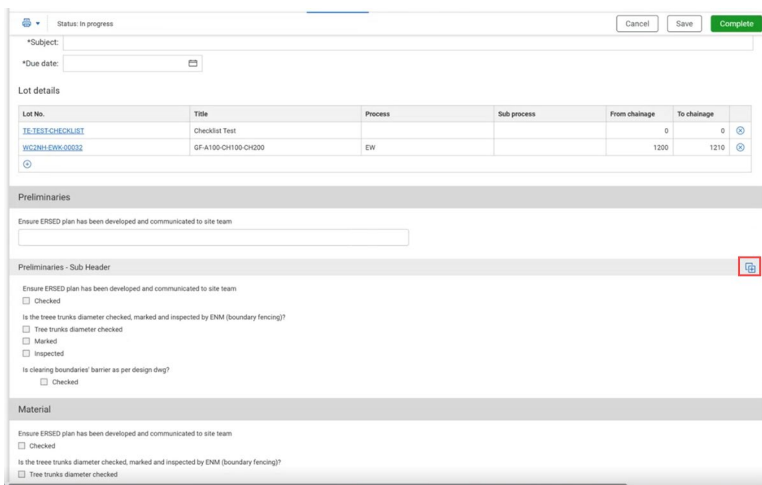 Status: In progress
Cancel
Save
Complete
*Subject:
*Due date:
Lot details
Lot No. Title Process Sub process From chainage To chainage
TE-TEST-CHECKLIST Checklist Test 0 0
WC2NH-EWK-00032 GF-A100-CH100-CH200 EW 1200 1210
Preliminaries
Ensure ERSED plan has been developed and communicated to site team
Preliminaries - Sub Header
Ensure ERSED plan has been developed and communicated to site team
Checked
Is the treee trunks diameter checked, marked and inspected by ENM (boundary fencing)?
Tree trunks diameter checked
Marked
Inspected
Is clearing boundaries' barrier as per design dwg?
Checked
Material
Ensure ERSED plan has been developed and communicated to site team
Checked
Is the treee trunks diameter checked, marked and inspected by ENM (boundary fencing)?
Tree trunks diameter checked